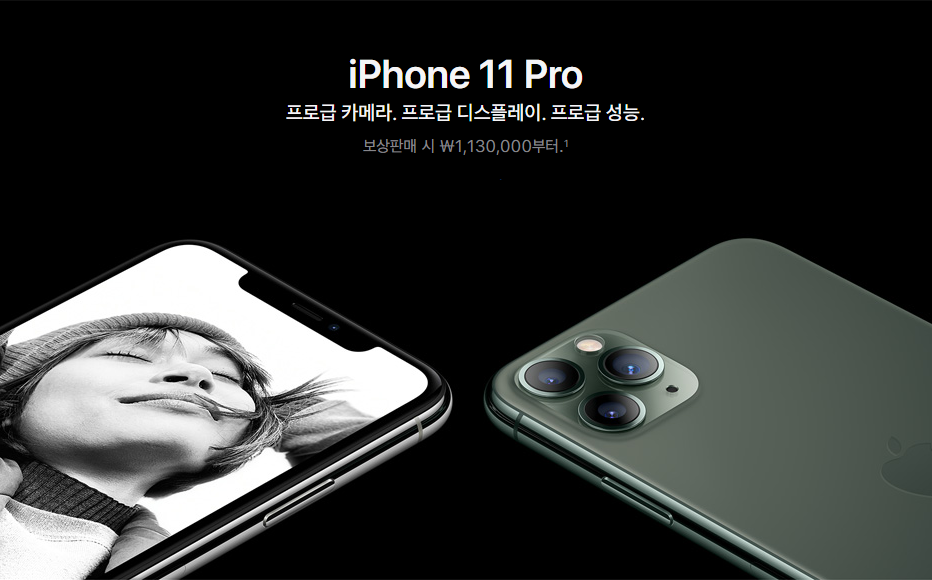 iPhone 11 Pro
프로급 카메라. 프로급 디스플레이. 프로급 성능.
보상판매 시 ₩1,130,000부터.¹